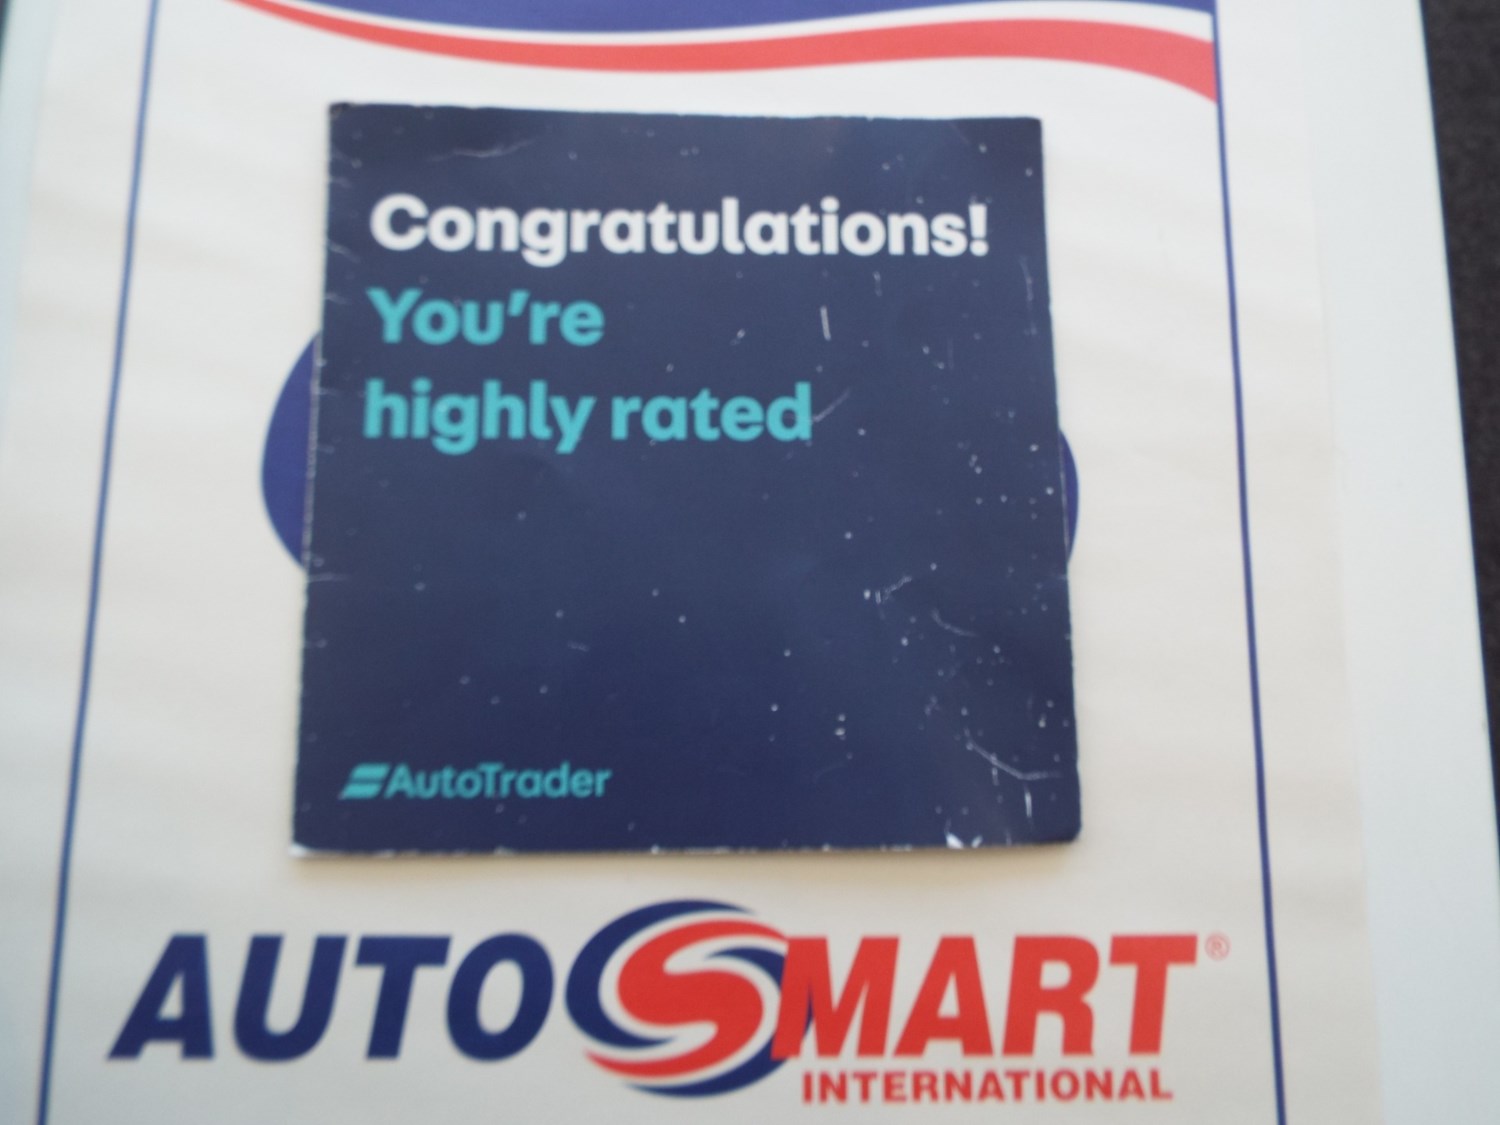 Congratulations!
You're
highly rated
AutoTrader
AUTOSMART®
INTERNATIONAL